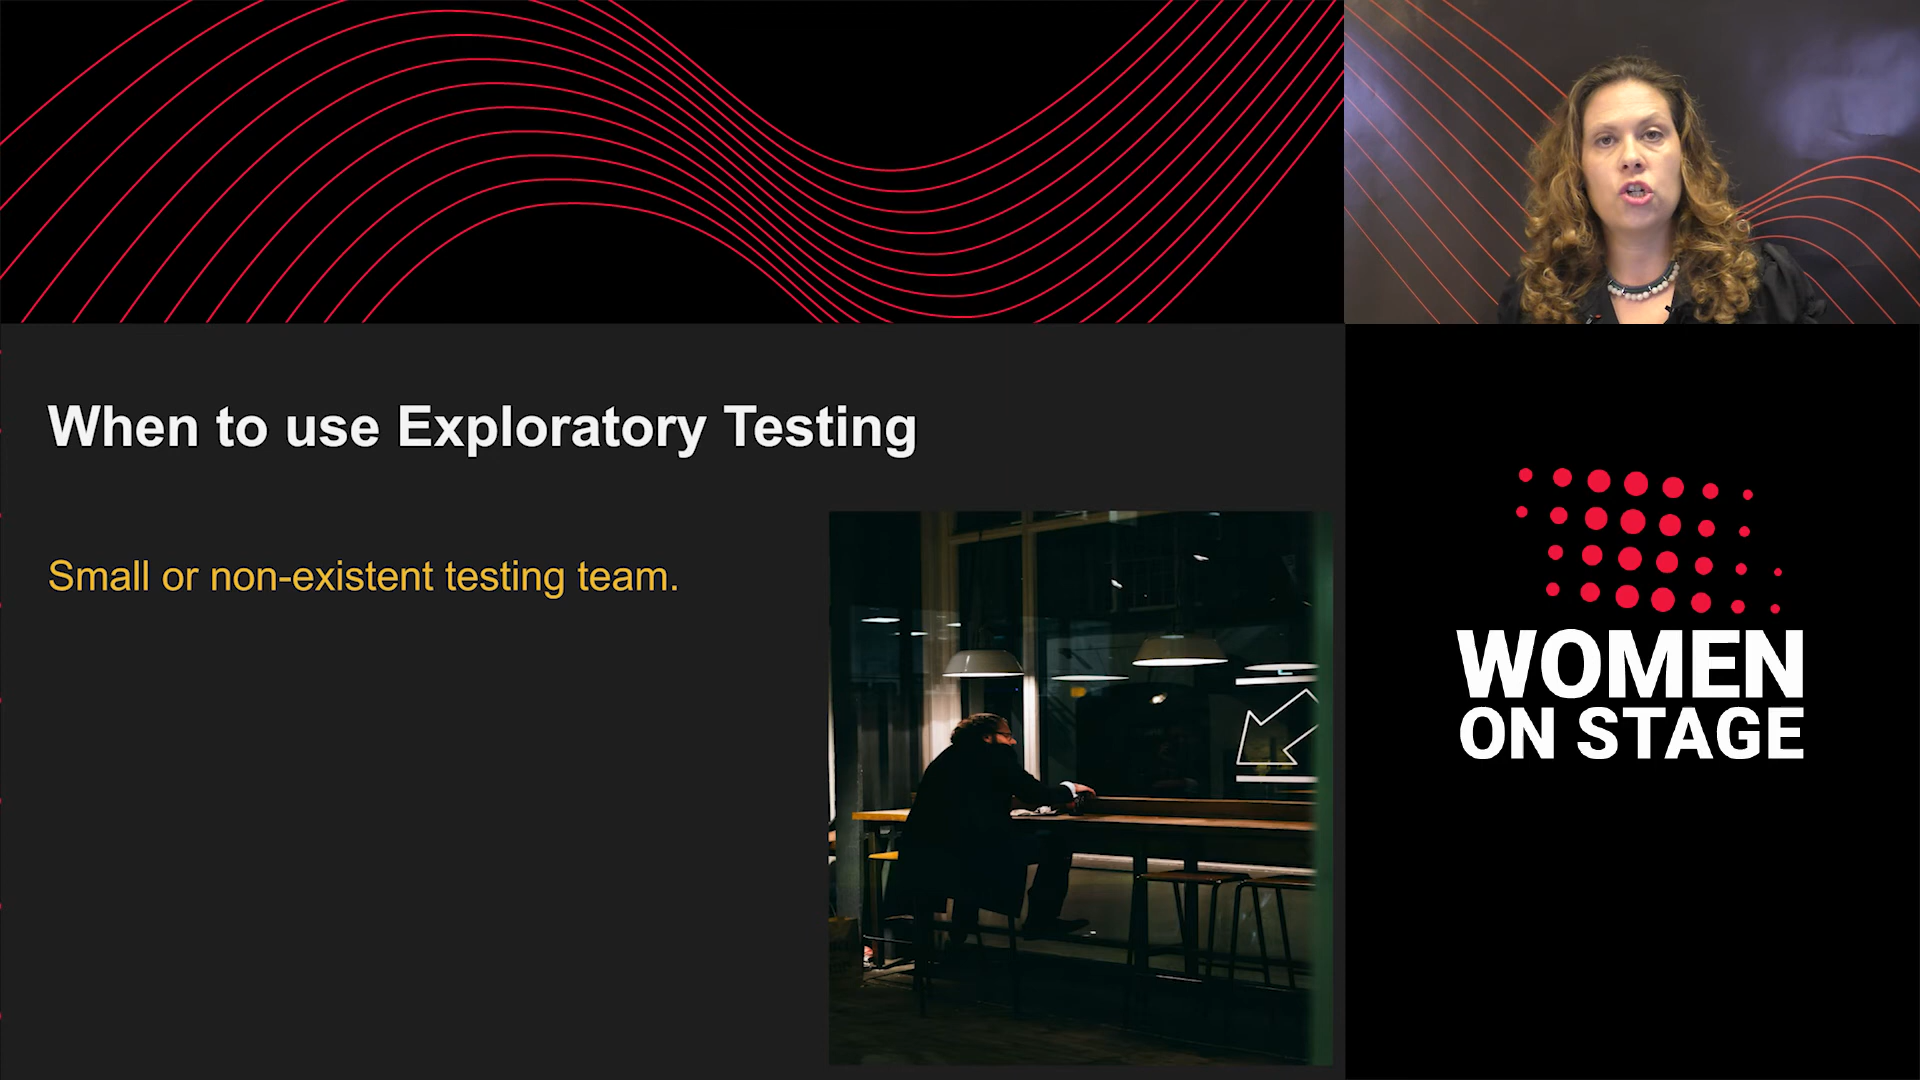 When to use Exploratory Testing
Small or non-existent testing team.
WOMEN
ON STAGE